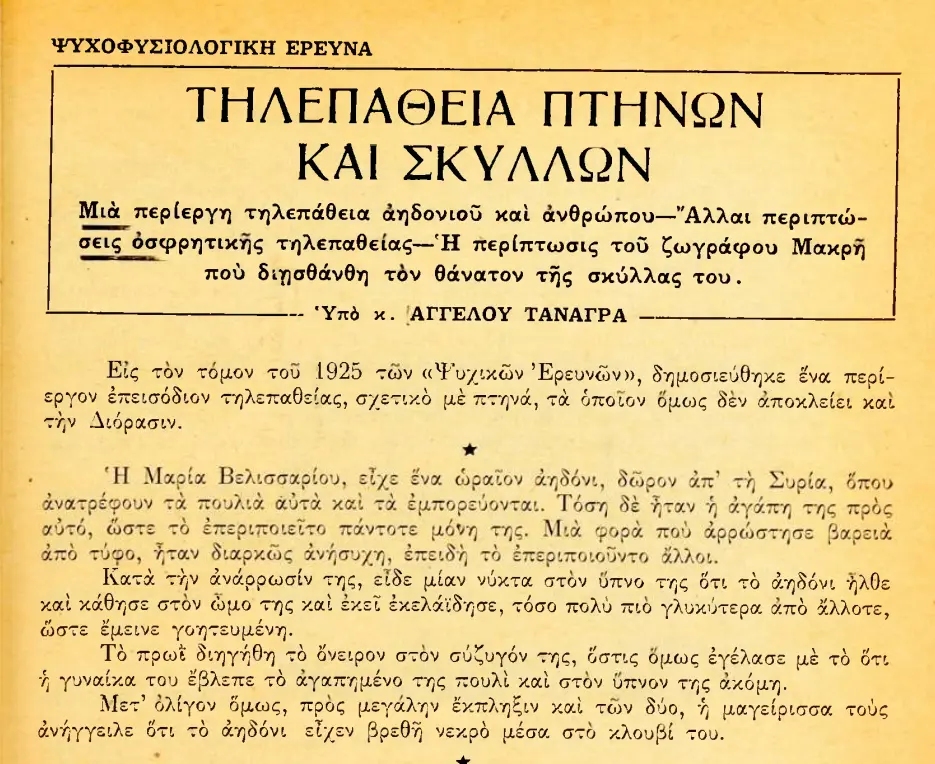 ΨΥΧΟΦΥΣΙΟΛΟΓΙΚΗ ΕΡΕΥΝΑ
ΤΗΛΕΠΑΘΕΙΑ ΠΤΗΝΩΝ
ΚΑΙ ΣΚΥΛΛΩΝ
Μιὰ περίεργη τηλεπάθεια ἀηδονιοῦ καὶ ἀνθρώπου—Ἄλλαι περιπτώ-
σεις ὀσφρητικῆς τηλεπαθείας—Ἡ περίπτωσις τοῦ ζωγράφου Μακρῆ
ποὺ διῃσθάνθη τὸν θάνατον τῆς σκύλλας του.
Ὑπὸ κ. ἈΓΓΕΛΟΥ ΤΑΝΑΓΡΑ
Εἰς τὸν τόμον τοῦ 1925 τῶν «Ψυχικῶν Ἐρευνῶν», δημοσιεύθηκε ἕνα περί-
εργον ἐπεισόδιον τηλεπαθείας, σχετικὸ μὲ πτηνά, τὰ ὁποῖον ὅμως δὲν ἀποκλείει καὶ
τὴν Διόρασιν.
★
Ἡ Μαρία Βελισσαρίου, εἶχε ἕνα ὡραῖον ἀηδόνι, δῶρον ἀπ' τὴ Συρία, ὅπου
ἀνατρέφουν τὰ πουλιὰ αὐτὰ καὶ τὰ ἐμπορεύονται. Τόση δὲ ἦταν ἡ ἀγάπη της πρὸς
αὐτό, ὥστε τὸ ἐπεριποιεῖτο πάντοτε μόνη της. Μιὰ φορὰ ποὺ ἀρρώστησε βαρειὰ
ἀπὸ τύφο, ἦταν διαρκῶς ἀνήσυχη, ἐπειδὴ τὸ ἐπεριποιοῦντο ἄλλοι.
Κατὰ τὴν ἀνάρρωσίν της, εἶδε μίαν νύκτα στὸν ὕπνο της ὅτι τὸ ἀηδόνι ἦλθε
καὶ κάθησε στὸν ὦμο της καὶ ἐκεῖ ἐκελάϊδησε, τόσο πολὺ πιὸ γλυκύτερα ἀπὸ ἄλλοτε,
ὥστε ἔμεινε γοητευμένη.
Τὸ πρωῒ διηγήθη τὸ ὄνειρον στὸν σύζυγόν της, ὅστις ὅμως ἐγέλασε μὲ τὸ ὅτι
ἡ γυναίκα του ἔβλεπε τὸ ἀγαπημένο της πουλὶ καὶ στὸν ὕπνον της ἀκόμη.
Μετ' ὀλίγον ὅμως, πρὸς μεγάλην ἔκπληξιν καὶ τῶν δύο, ἡ μαγείρισσα τοὺς
ἀνήγγειλε ὅτι τὸ ἀηδόνι εἶχεν βρεθῆ νεκρὸ μέσα στὸ κλουβί του.
★